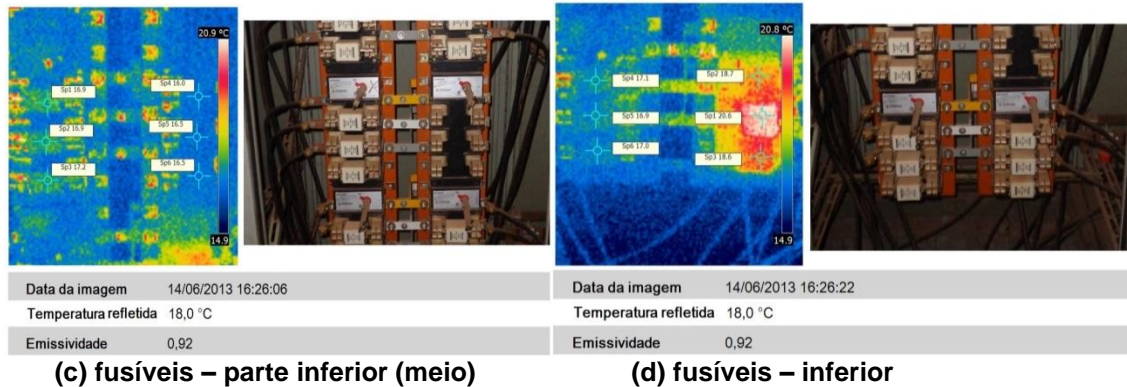 20.9 ºC
Sp1 16.9
Sp4 16.0
Sp2 16.9
Sp5 16.5
Sp3 17.2
Sp6 16.5
14.9
20.8 ºC
Sp4 17.1
Sp2 18.7
Sp5 16.9
Sp1 20.6
Sp6 17.0
Sp3 18.6
14.9
Data da imagem 14/06/2013 16:26:06
Temperatura refletida 18,0 °C
Emissividade 0,92
Data da imagem 14/06/2013 16:26:22
Temperatura refletida 18,0 °C
Emissividade 0,92
(c) fusíveis – parte inferior (meio)
(d) fusíveis – inferior